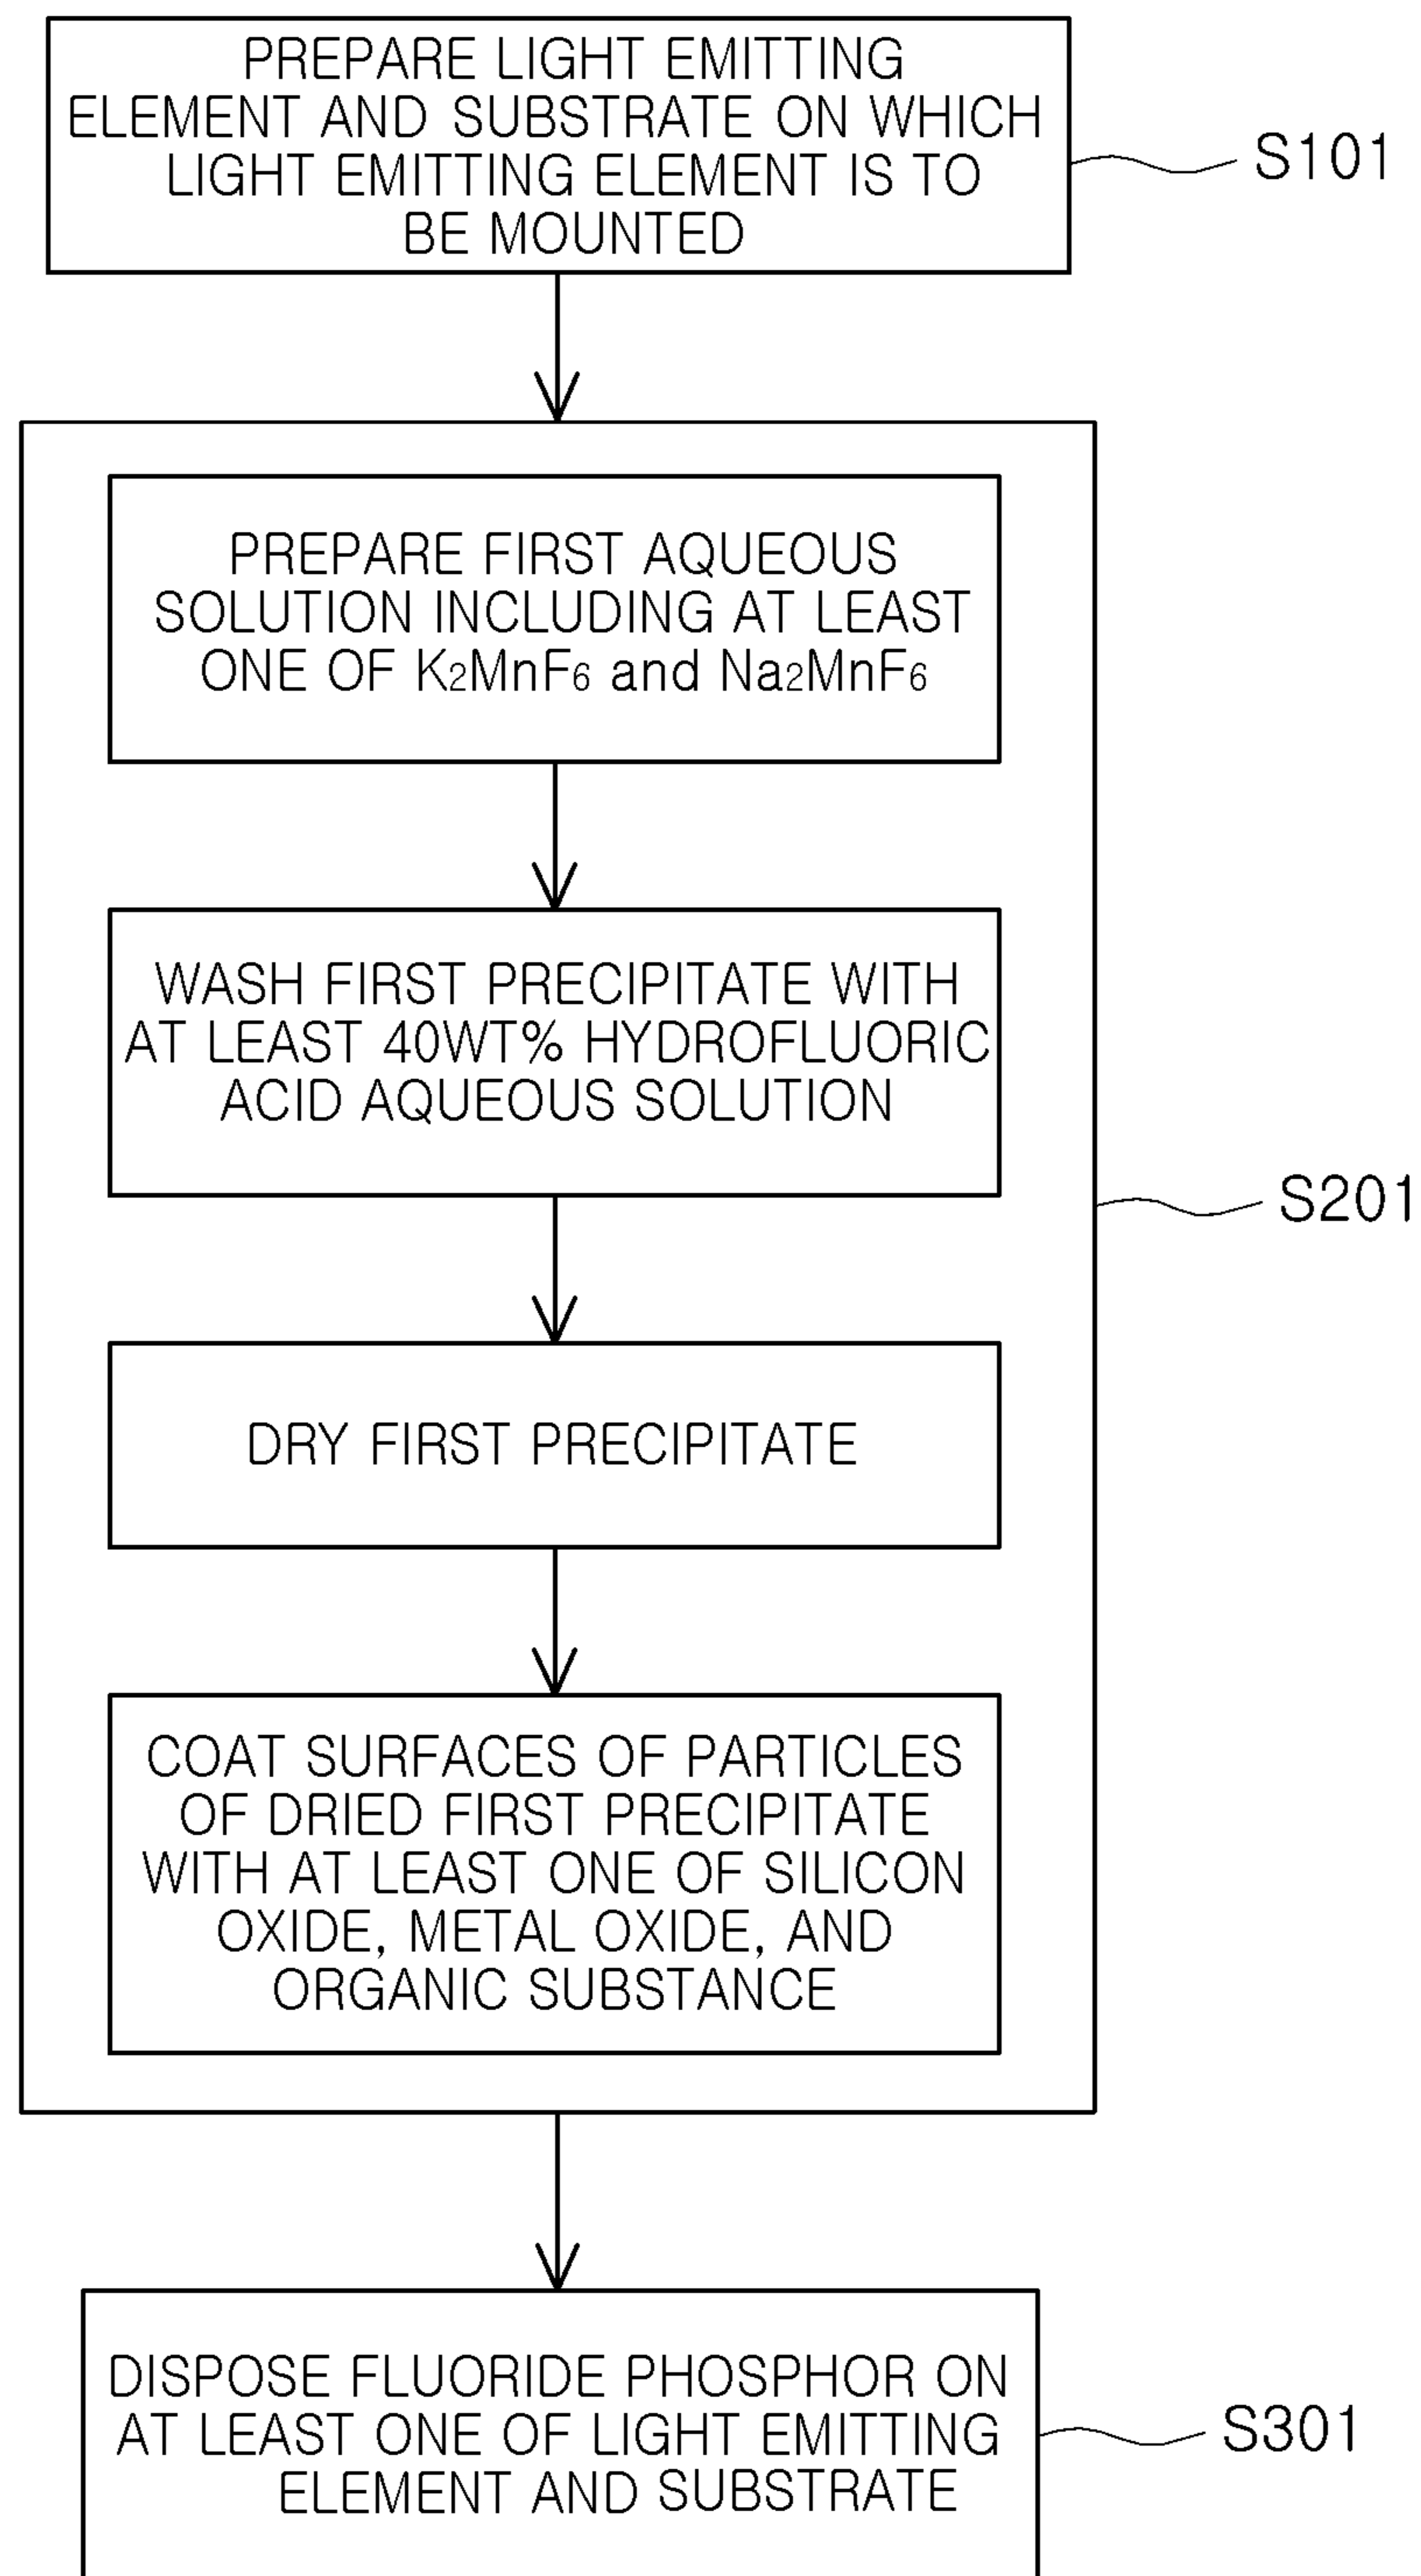 PREPARE LIGHT EMITTING
ELEMENT AND SUBSTRATE ON WHICH
LIGHT EMITTING ELEMENT IS TO
BE MOUNTED
S101
PREPARE FIRST AQUEOUS
SOLUTION INCLUDING AT LEAST
ONE OF K₂MnF₆ and Na₂MnF₆
WASH FIRST PRECIPITATE WITH
AT LEAST 40WT% HYDROFLUORIC
ACID AQUEOUS SOLUTION
S201
DRY FIRST PRECIPITATE
COAT SURFACES OF PARTICLES
OF DRIED FIRST PRECIPITATE
WITH AT LEAST ONE OF SILICON
OXIDE, METAL OXIDE, AND
ORGANIC SUBSTANCE
DISPOSE FLUORIDE PHOSPHOR ON
AT LEAST ONE OF LIGHT EMITTING
ELEMENT AND SUBSTRATE
S301